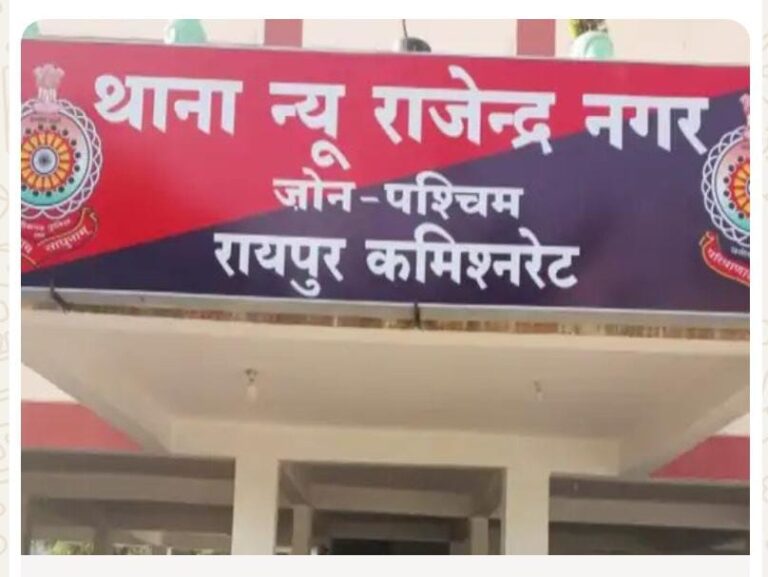 थाना न्यू राजेन्द्र नगर
ज़ोन-पश्चिम
रायपुर कमिश्नरेट